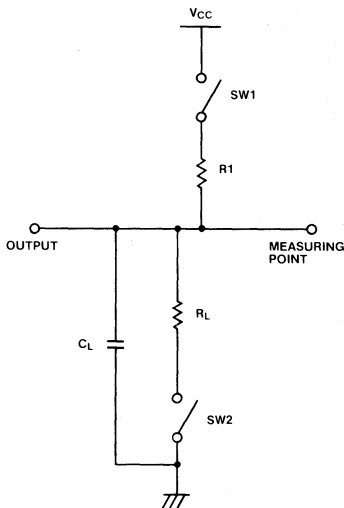 VCC
SW1
R1
OUTPUT
MEASURING
POINT
RL
CL
SW2